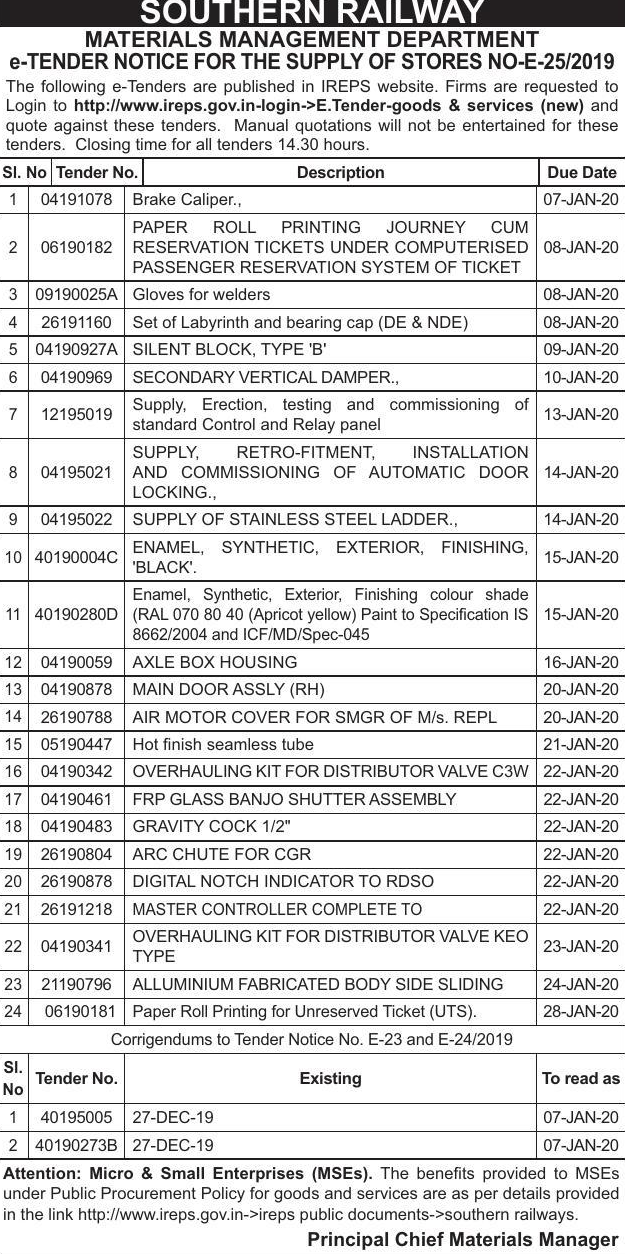 SOUTHERN RAILWAY
MATERIALS MANAGEMENT DEPARTMENT
e-TENDER NOTICE FOR THE SUPPLY OF STORES NO-E-25/2019
The following e-Tenders are published in IREPS website. Firms are requested to
Login to http://www.ireps.gov.in-login->E.Tender-goods & services (new) and
quote against these tenders. Manual quotations will not be entertained for these
tenders. Closing time for all tenders 14.30 hours.
Sl. No Tender No. Description Due Date
1 04191078 Brake Caliper., 07-JAN-20
PAPER ROLL PRINTING JOURNEY CUM
2 06190182 RESERVATION TICKETS UNDER COMPUTERISED 08-JAN-20
PASSENGER RESERVATION SYSTEM OF TICKET
3 09190025A Gloves for welders 08-JAN-20
4 26191160 Set of Labyrinth and bearing cap (DE & NDE) 08-JAN-20
5 04190927A SILENT BLOCK, TYPE 'B' 09-JAN-20
6 04190969 SECONDARY VERTICAL DAMPER., 10-JAN-20
7 12195019 Supply, Erection, testing and commissioning of 13-JAN-20
standard Control and Relay panel
SUPPLY, RETRO-FITMENT, INSTALLATION
8 04195021 AND COMMISSIONING OF AUTOMATIC DOOR 14-JAN-20
LOCKING.,
9 04195022 SUPPLY OF STAINLESS STEEL LADDER., 14-JAN-20
10 40190004C ENAMEL, SYNTHETIC, EXTERIOR, FINISHING, 15-JAN-20
'BLACK'.
Enamel, Synthetic, Exterior, Finishing colour shade
11 40190280D (RAL 070 80 40 (Apricot yellow) Paint to Specification IS 15-JAN-20
8662/2004 and ICF/MD/Spec-045
12 04190059 AXLE BOX HOUSING 16-JAN-20
13 04190878 MAIN DOOR ASSLY (RH) 20-JAN-20
14 26190788 AIR MOTOR COVER FOR SMGR OF M/s. REPL 20-JAN-20
15 05190447 Hot finish seamless tube 21-JAN-20
16 04190342 OVERHAULING KIT FOR DISTRIBUTOR VALVE C3W 22-JAN-20
17 04190461 FRP GLASS BANJO SHUTTER ASSEMBLY 22-JAN-20
18 04190483 GRAVITY COCK 1/2" 22-JAN-20
19 26190804 ARC CHUTE FOR CGR 22-JAN-20
20 26190878 DIGITAL NOTCH INDICATOR TO RDSO 22-JAN-20
21 26191218 MASTER CONTROLLER COMPLETE TO 22-JAN-20
22 04190341 OVERHAULING KIT FOR DISTRIBUTOR VALVE KEO 23-JAN-20
TYPE
23 21190796 ALLUMINIUM FABRICATED BODY SIDE SLIDING 24-JAN-20
24 06190181 Paper Roll Printing for Unreserved Ticket (UTS). 28-JAN-20
Corrigendums to Tender Notice No. E-23 and E-24/2019
Sl. No Tender No. Existing To read as
1 40195005 27-DEC-19 07-JAN-20
2 40190273B 27-DEC-19 07-JAN-20
Attention: Micro & Small Enterprises (MSEs). The benefits provided to MSEs
under Public Procurement Policy for goods and services are as per details provided
in the link http://www.ireps.gov.in->ireps public documents->southern railways.
Principal Chief Materials Manager